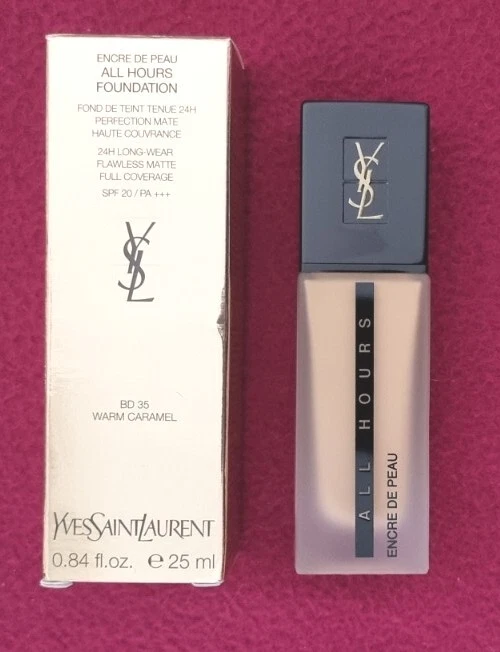 ENCRE DE PEAU
ALL HOURS
FOUNDATION
FOND DE TEINT TENUE 24H
PERFECTION MATE
HAUTE COUVRANCE
24H LONG-WEAR
FLAWLESS MATTE
FULL COVERAGE
SPF 20 / PA +++
YSL
BD 35
WARM CARAMEL
YVESSAINTLAURENT
0.84 fl.oz. e 25 ml
YSL
ALL HOURS
ENCRE DE PEAU